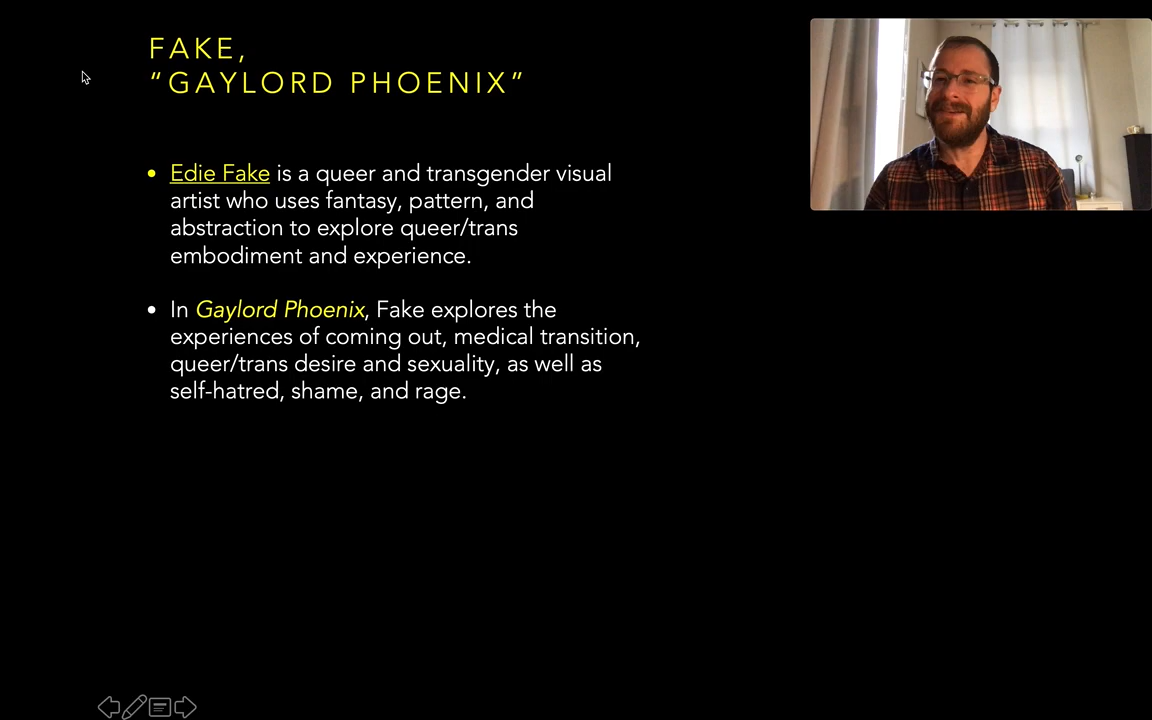 FAKE,
“GAYLORD PHOENIX”
• Edie Fake is a queer and transgender visual
artist who uses fantasy, pattern, and
abstraction to explore queer/trans
embodiment and experience.
• In Gaylord Phoenix, Fake explores the
experiences of coming out, medical transition,
queer/trans desire and sexuality, as well as
self-hatred, shame, and rage.